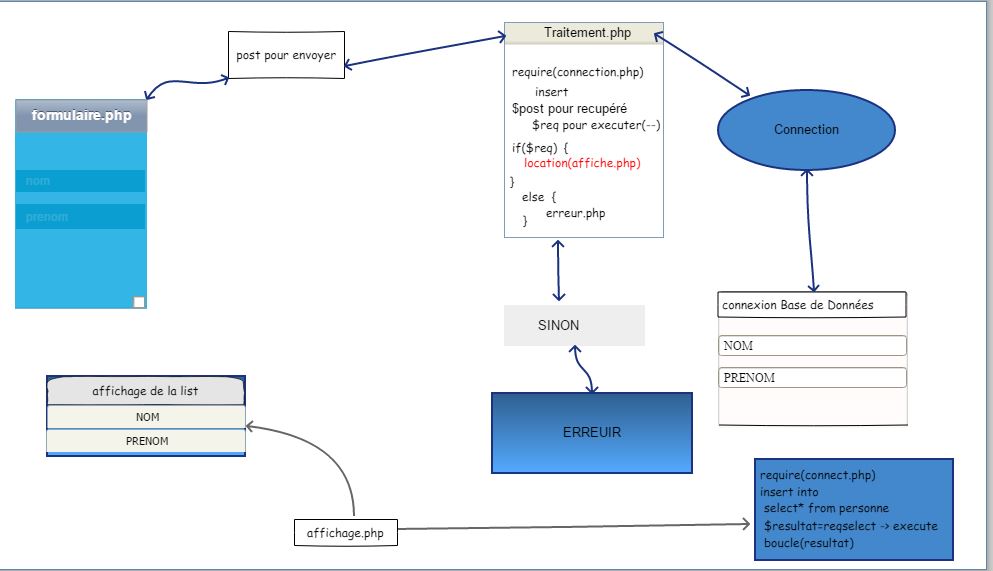 formulaire.php
nom
prenom
post pour envoyer
Traitement.php
require(connection.php)
insert
$post pour recupéré
$req pour executer(--)
if($req) {
location(affiche.php)
}
else {
erreur.php
}
Connection
SINON
ERREUIR
connexion Base de Données
NOM
PRENOM
affichage de la list
NOM
PRENOM
affichage.php
require(connect.php)
insert into
select* from personne
$resultat=reqselect -> execute
boucle(resultat)